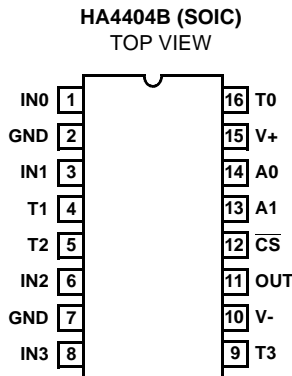 HA4404B (SOIC)
TOP VIEW
IN0 1 16 T0
GND 2 15 V+
IN1 3 14 A0
T1 4 13 A1
T2 5 12 C̅S̅
IN2 6 11 OUT
GND 7 10 V-
IN3 8 9 T3